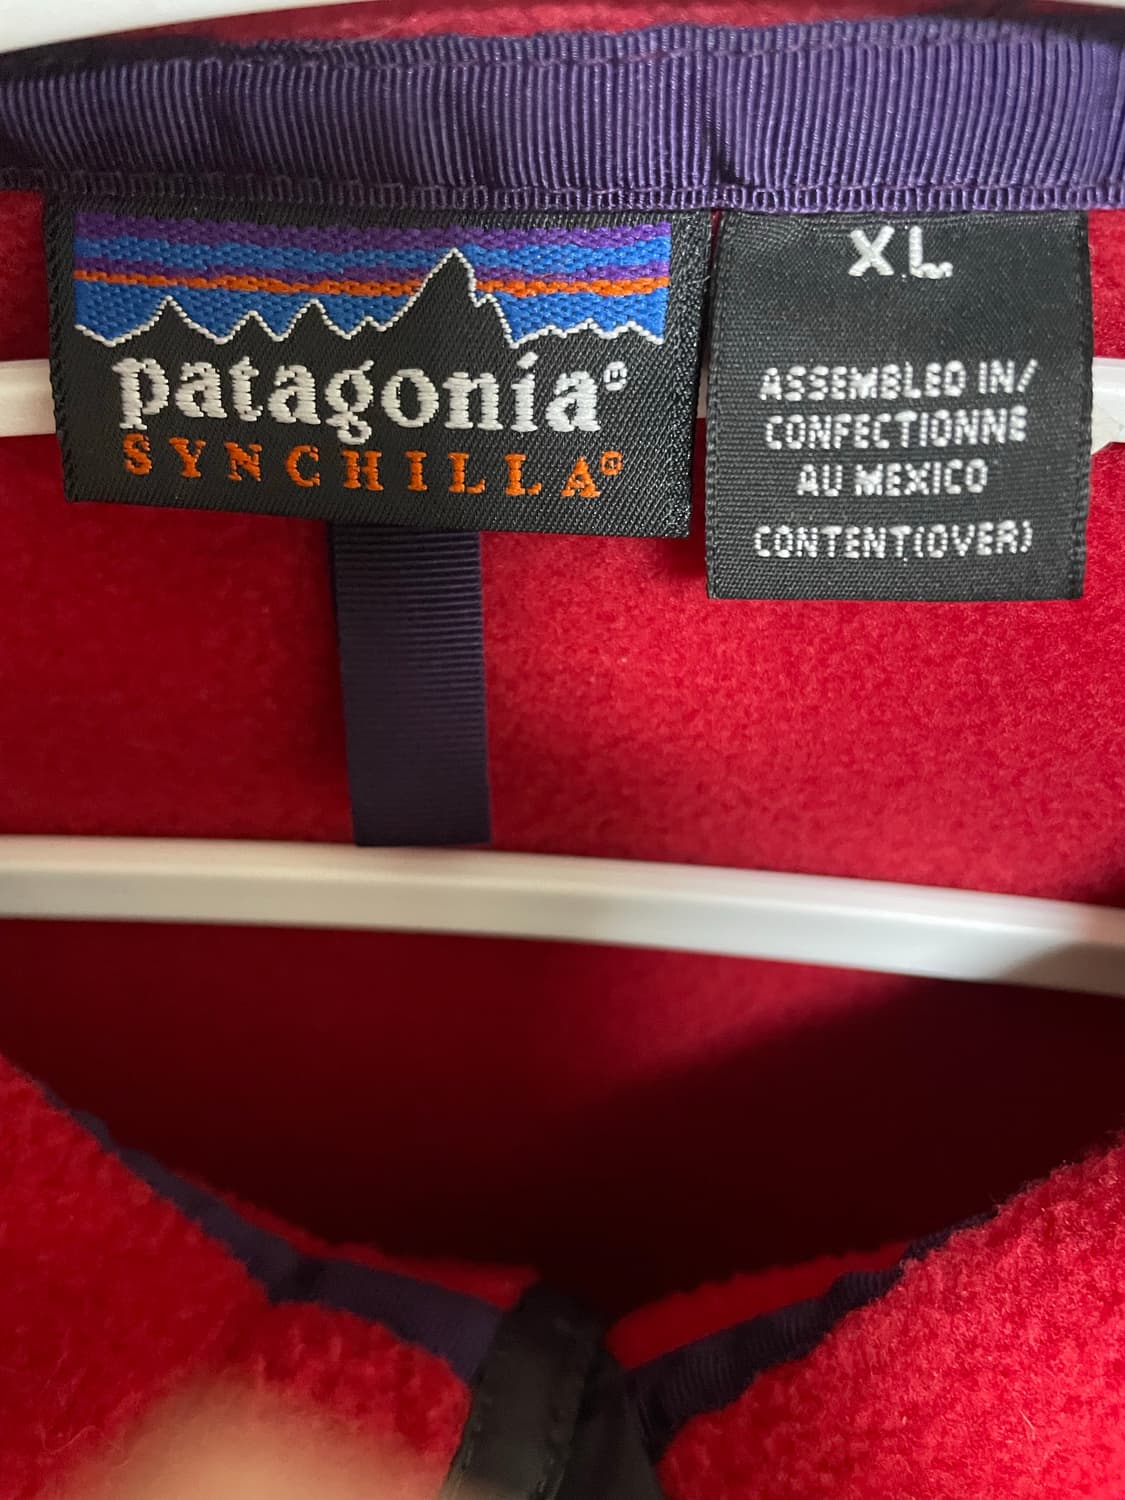 patagonia®
SYNCHILLA®
XL
ASSEMBLED IN/
CONFECTIONNE
AU MEXICO
CONTENT(OVER)